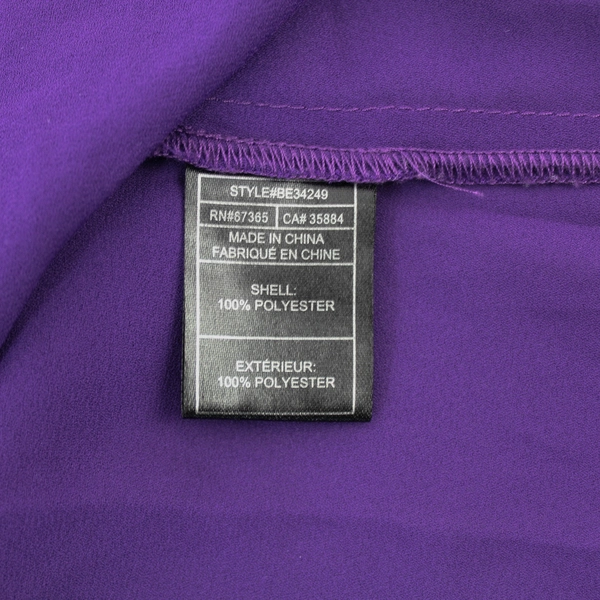 STYLE#BE34249
RN#67365 CA# 35884
MADE IN CHINA
FABRIQUÉ EN CHINE
SHELL:
100% POLYESTER
EXTÉRIEUR:
100% POLYESTER